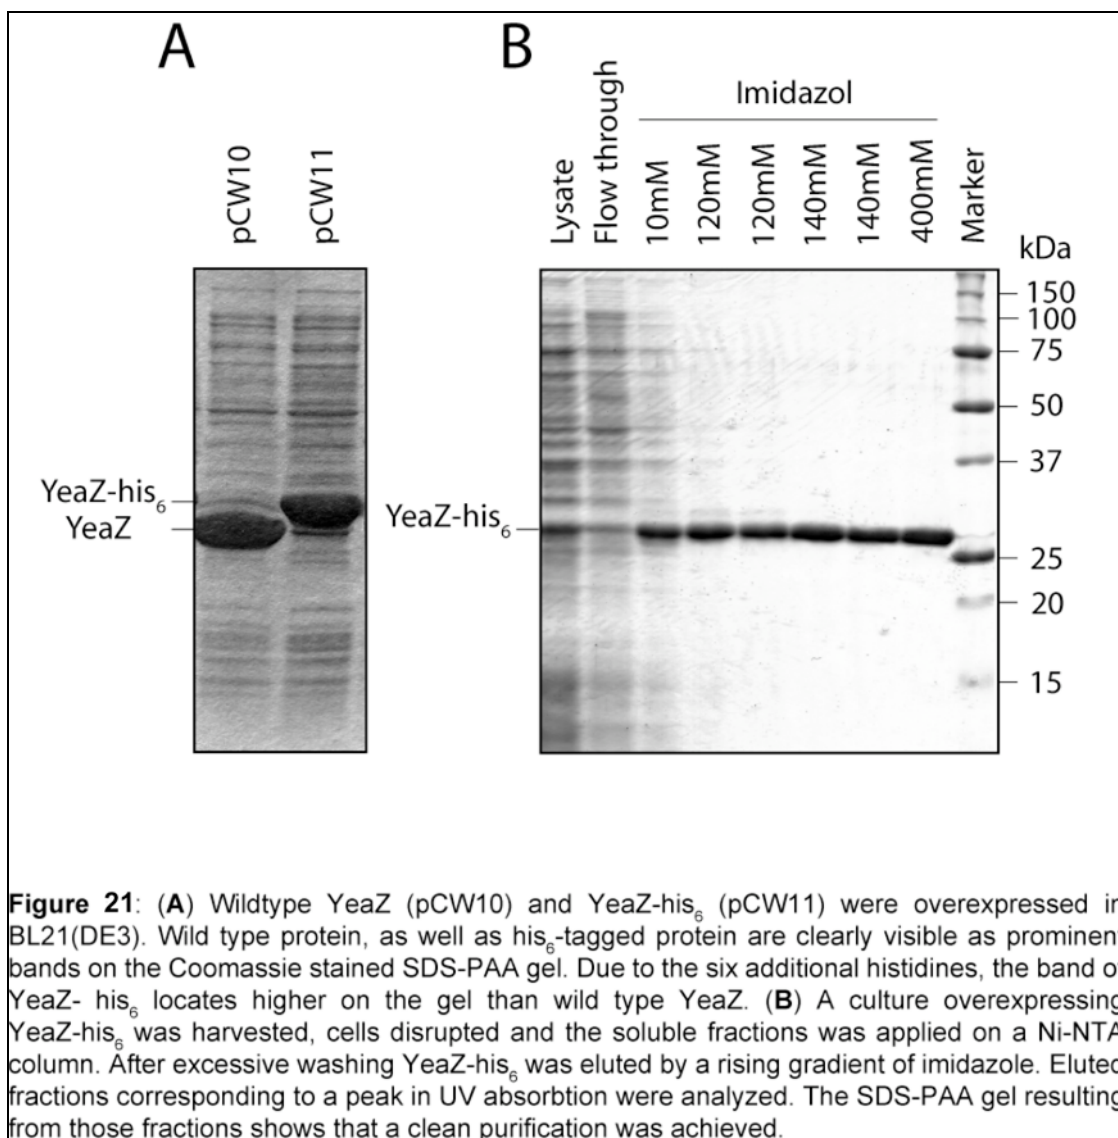 A
B
pCW10
pCW11
Imidazol
Lysate
Flow through
10mM
120mM
120mM
140mM
140mM
400mM
Marker
kDa
150
100
75
50
37
25
20
15
YeaZ-his₆
YeaZ
YeaZ-his₆
Figure 21: (A) Wildtype YeaZ (pCW10) and YeaZ-his₆ (pCW11) were overexpressed in
BL21(DE3). Wild type protein, as well as his₆-tagged protein are clearly visible as prominent
bands on the Coomassie stained SDS-PAA gel. Due to the six additional histidines, the band of
YeaZ- his₆ locates higher on the gel than wild type YeaZ. (B) A culture overexpressing
YeaZ-his₆ was harvested, cells disrupted and the soluble fractions was applied on a Ni-NTA
column. After excessive washing YeaZ-his₆ was eluted by a rising gradient of imidazole. Eluted
fractions corresponding to a peak in UV absorbtion were analyzed. The SDS-PAA gel resulting
from those fractions shows that a clean purification was achieved.